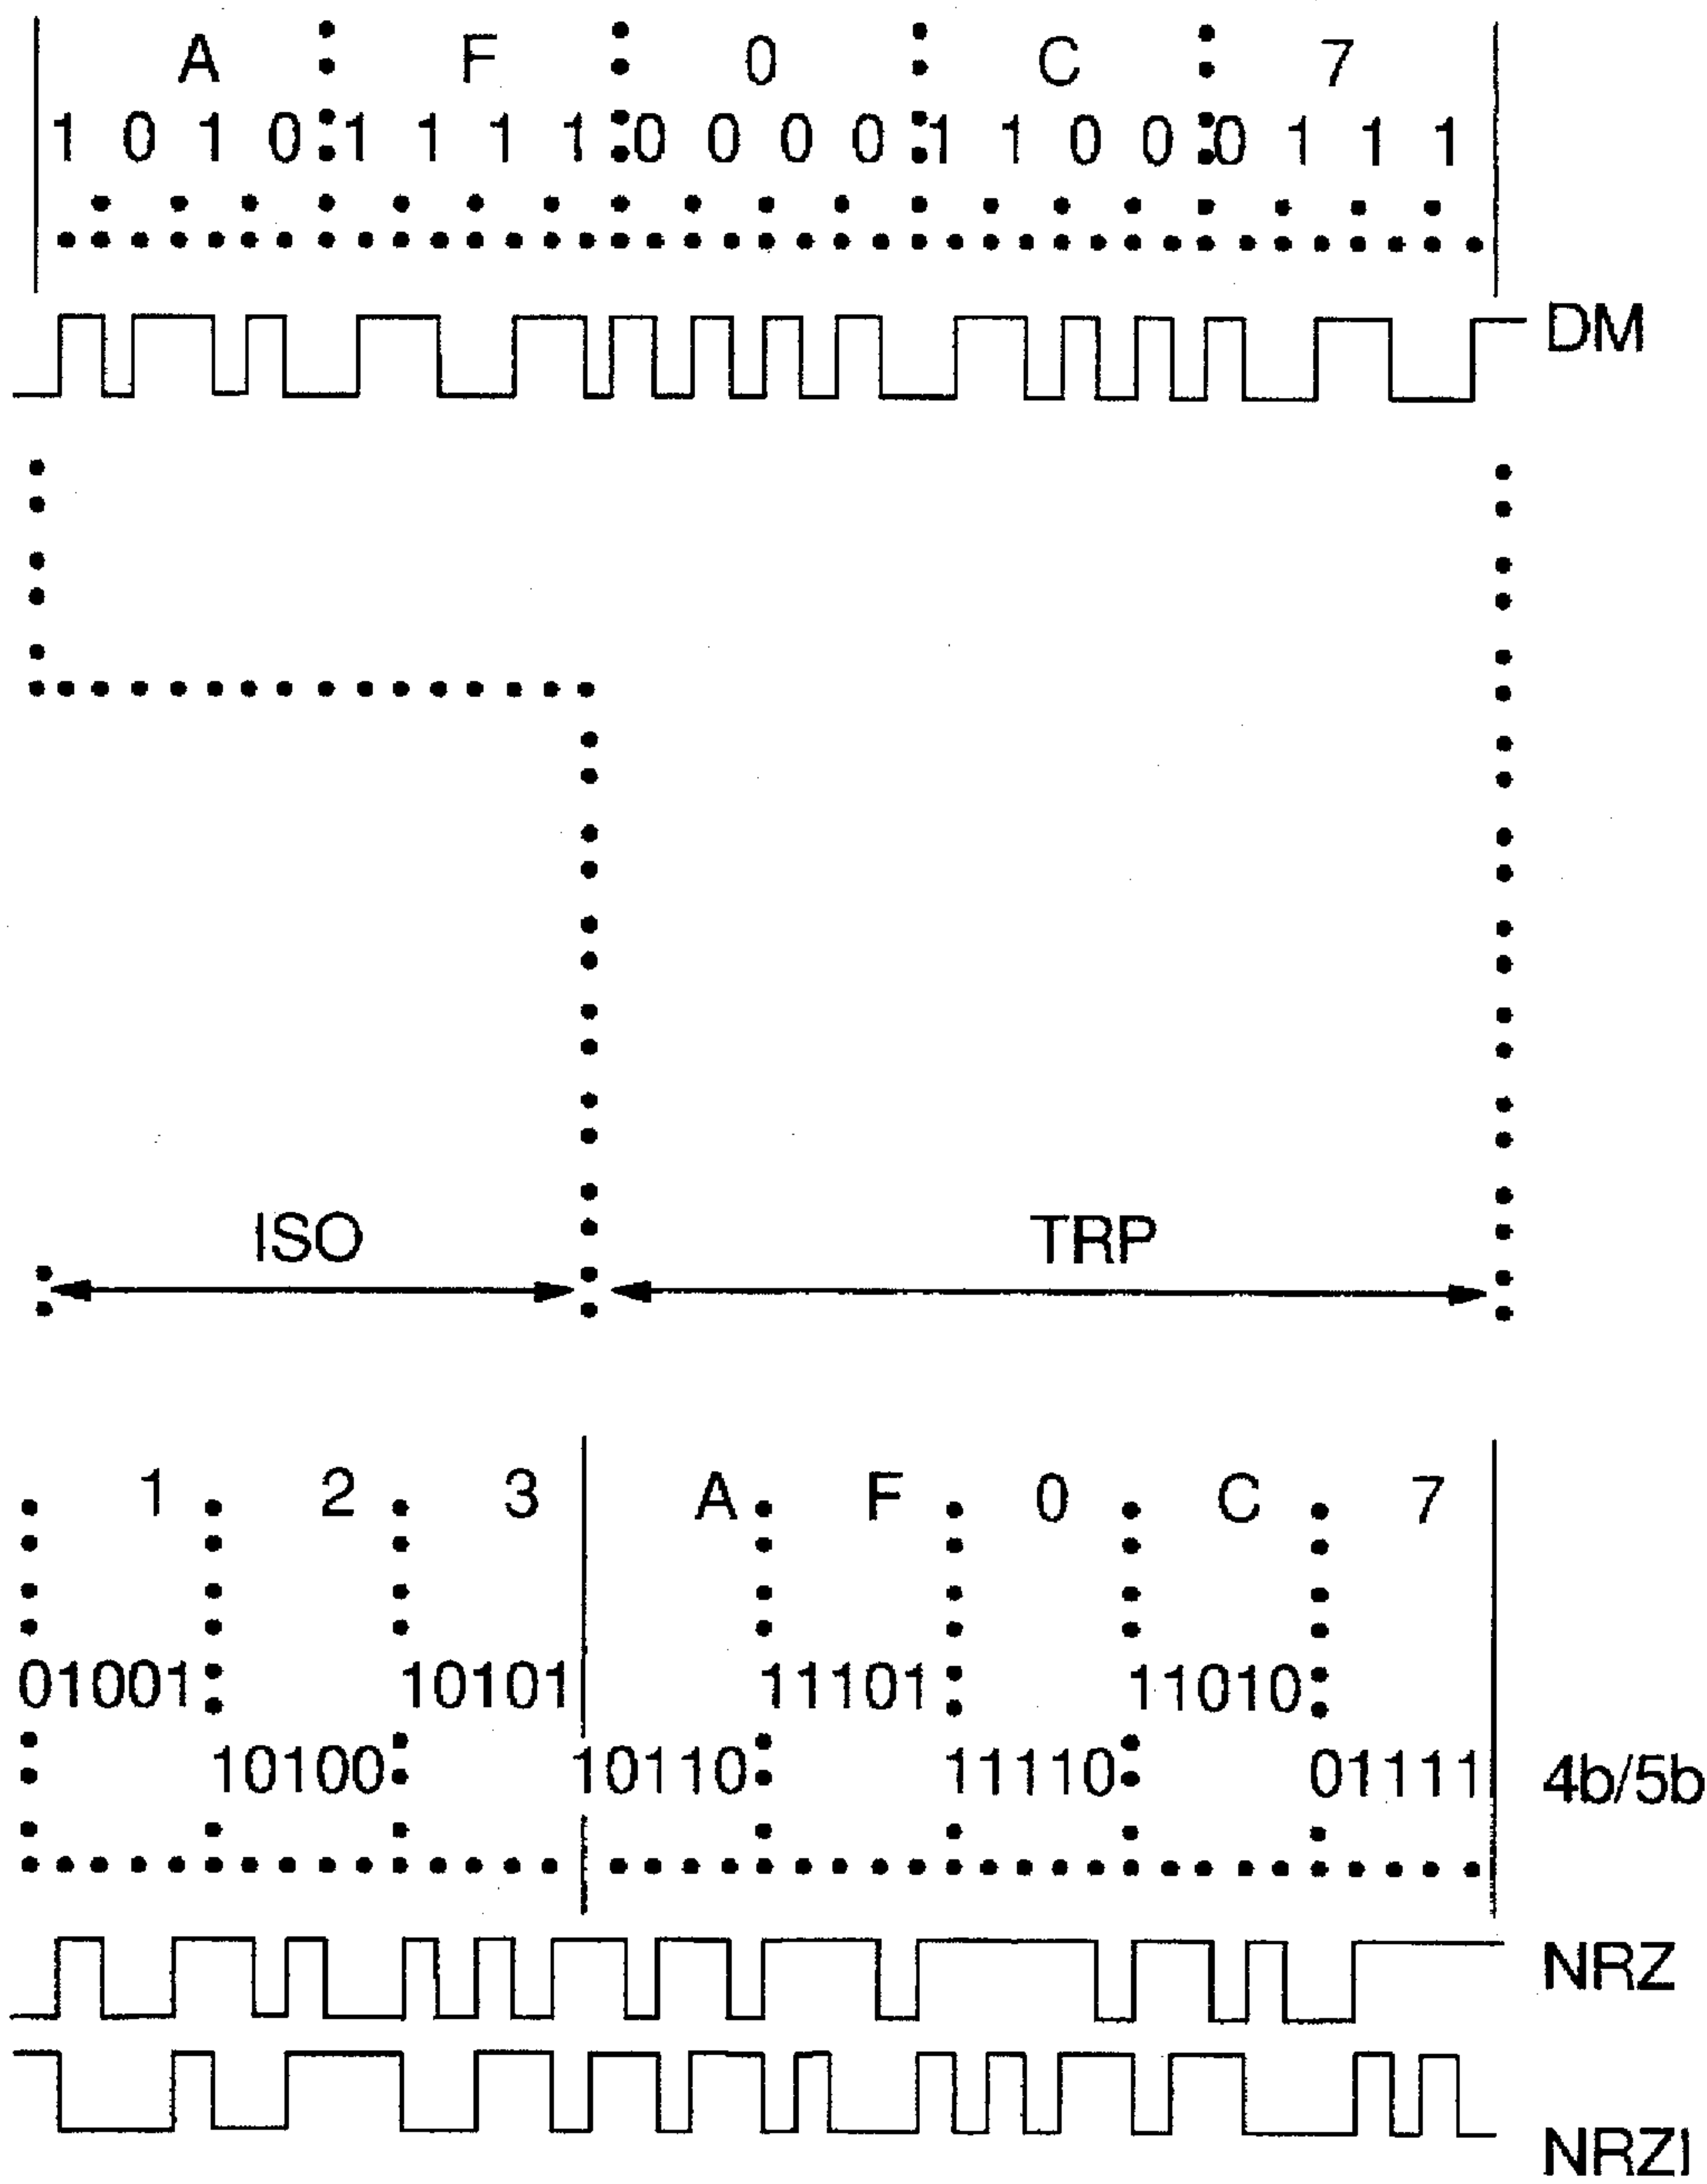 A F 0 C 7
1 0 1 0 1 1 1 1 0 0 0 0 1 1 0 0 0 1 1 1
DM
ISO TRP
1 2 3 A F 0 C 7
01001 10101 11101 11010
10100 10110 11110 01111 4b/5b
NRZ
NRZI